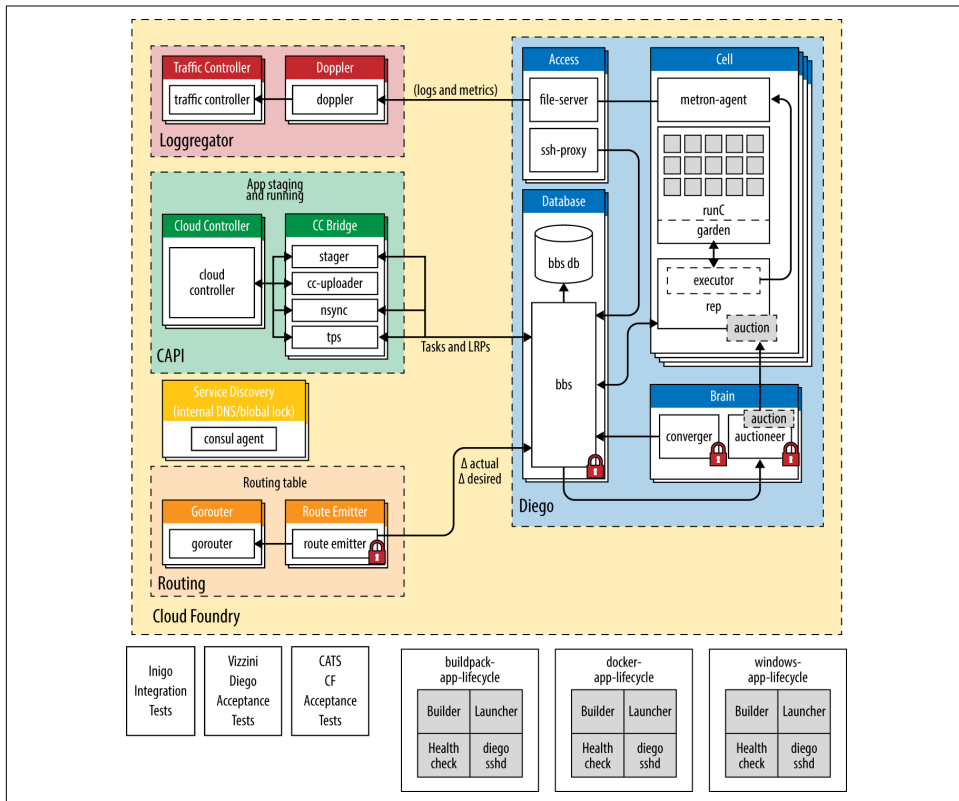 Traffic Controller
traffic controller
Doppler
doppler
Loggregator
(logs and metrics)
App staging
and running
Cloud Controller
cloud
controller
CC Bridge
stager
cc-uploader
nsync
tps
CAPI
Tasks and LRPs
Service Discovery
(internal DNS/blobal lock)
consul agent
Routing table
Gorouter
gorouter
Route Emitter
route emitter
Routing
Δ actual
Δ desired
Cloud Foundry
Access
file-server
ssh-proxy
Database
bbs db
bbs
Cell
metron-agent
runC
garden
executor
rep
auction
Brain
converger
auction
auctioneer
Diego
Inigo
Integration
Tests
Vizzini
Diego
Acceptance
Tests
CATS
CF
Acceptance
Tests
buildpack-
app-lifecycle
Builder
Launcher
Health
check
diego
sshd
docker-
app-lifecycle
Builder
Launcher
Health
check
diego
sshd
windows-
app-lifecycle
Builder
Launcher
Health
check
diego
sshd